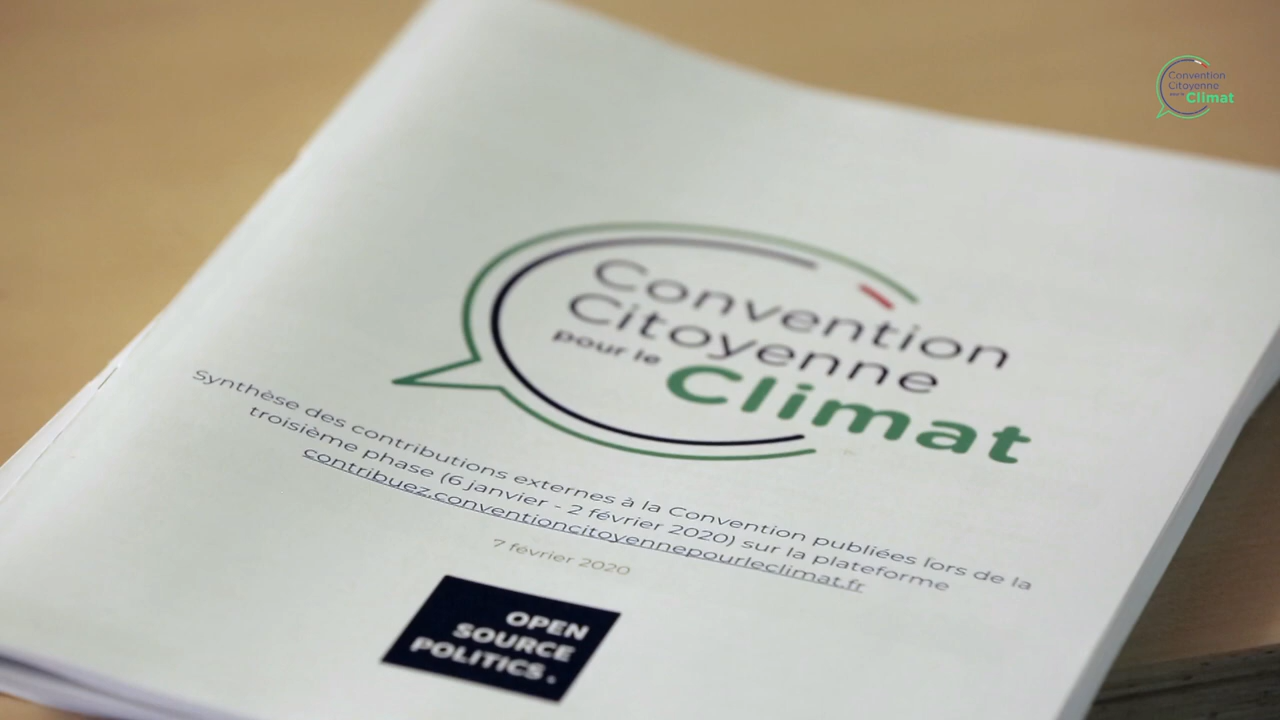 Convention
Citoyenne
pour le Climat
Convention
Citoyenne
pour le Climat
Synthèse des contributions externes à la Convention publiées lors de la
troisième phase (6 janvier - 2 février 2020) sur la plateforme
contribuez.conventioncitoyennepourleclimat.fr
7 février 2020
OPEN
SOURCE
POLITICS.